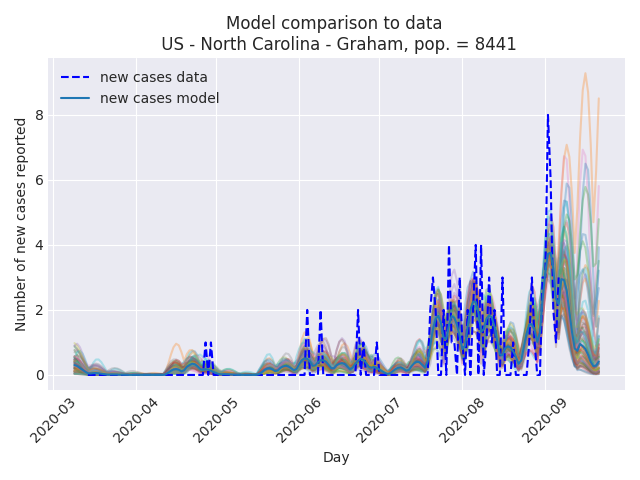 Model comparison to data
US - North Carolina - Graham, pop. = 8441
new cases data
new cases model
Number of new cases reported
8
6
4
2
0
2020-03
2020-04
2020-05
2020-06
2020-07
2020-08
2020-09
Day